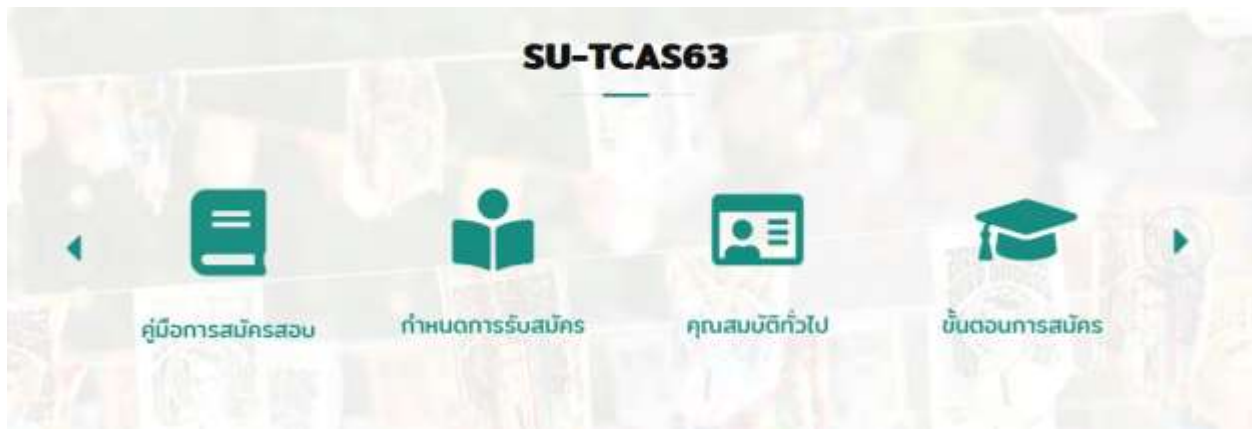 SU-TCAS63
คู่มือการสมัครสอบ
กำหนดการรับสมัคร
คุณสมบัติทั่วไป
ขั้นตอนการสมัคร